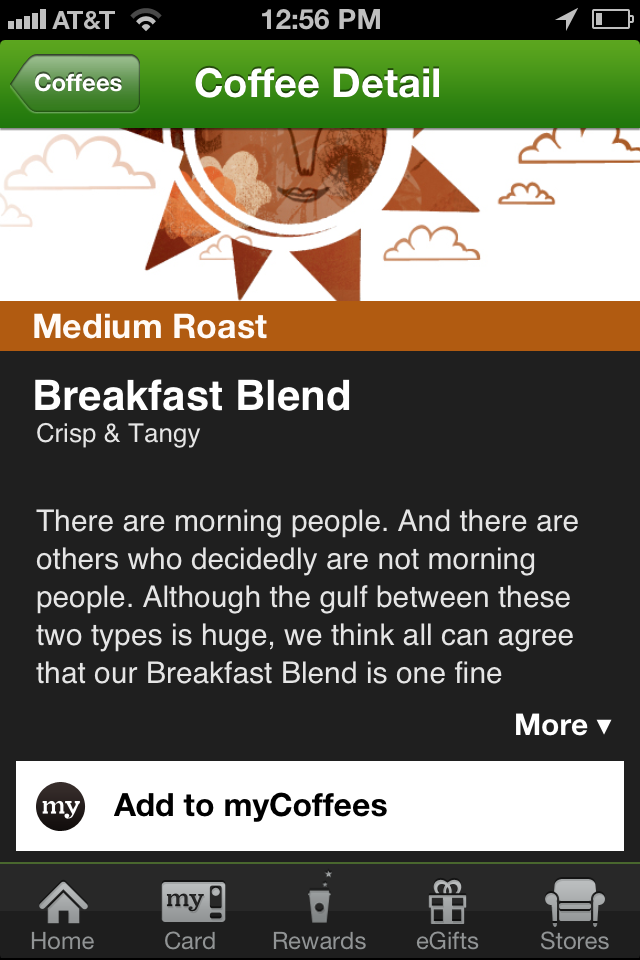 AT&T 12:56 PM
Coffees Coffee Detail
Medium Roast
Breakfast Blend
Crisp & Tangy
There are morning people. And there are
others who decidedly are not morning
people. Although the gulf between these
two types is huge, we think all can agree
that our Breakfast Blend is one fine
More ▾
my Add to myCoffees
my
Home Card Rewards eGifts Stores